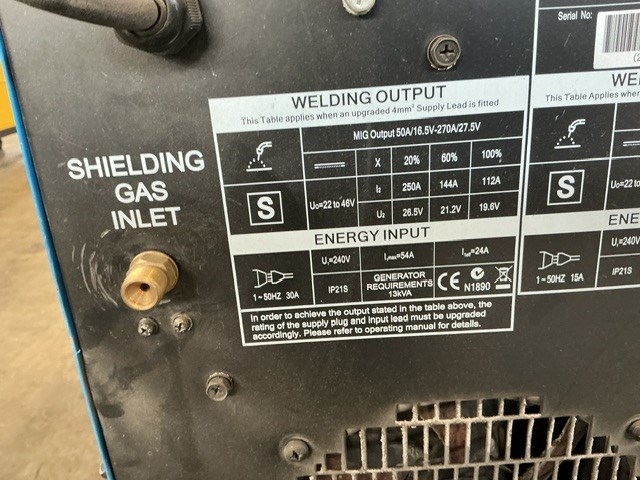 Serial No:
WELDING OUTPUT
This Table applies when an upgraded 4mm² Supply Lead is fitted
MIG Output 50A/16.5V-270A/27.5V
X 20% 60% 100%
I₂ 250A 144A 112A
S U₀=22 to 46V
U₂ 26.5V 21.2V 19.6V
ENERGY INPUT
1~50HZ 30A
U₁=240V I₁max=54A I₁eff=24A
IP21S GENERATOR REQUIREMENTS 13kVA CE N1890
In order to achieve the output stated in the table above, the
rating of the supply plug and input lead must be upgraded
accordingly. Please refer to operating manual for details.
SHIELDING
GAS
INLET
WEL
This Table Applies when
S U₀=22 to
ENE
1~50HZ 15A
U₁=240V
IP21S